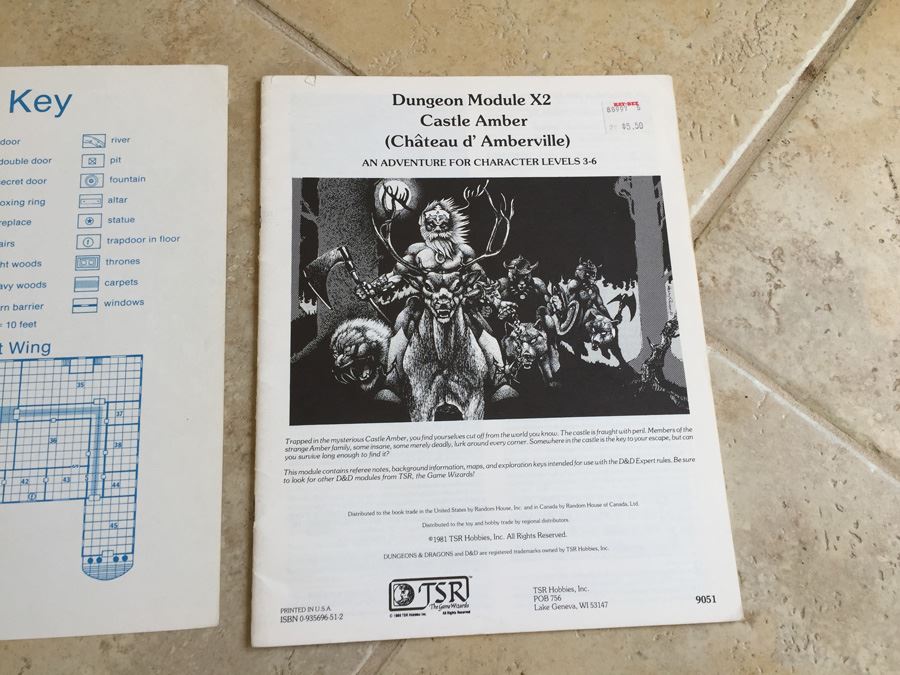 Key
door
double door
secret door
oxing ring
replace
airs
ht woods
avy woods
rn barrier
= 10 feet
river
pit
fountain
altar
statue
trapdoor in floor
thrones
carpets
windows
t Wing
35
36
37
38
42
43
44
45
Dungeon Module X2
Castle Amber
(Château d' Amberville)
AN ADVENTURE FOR CHARACTER LEVELS 3-6
KAY-BEE
$5.50
Trapped in the mysterious Castle Amber, you find yourselves cut off from the world you know. The castle is fraught with peril. Members of the
strange Amber family, some insane, some merely deadly, lurk around every corner. Somewhere in the castle is the key to your escape, but can
you survive long enough to find it?
This module contains referee notes, background information, maps, and exploration keys intended for use with the D&D Expert rules. Be sure
to look for other D&D modules from TSR, the Game Wizards!
Distributed to the book trade in the United States by Random House, Inc. and in Canada by Random House of Canada, Ltd.
Distributed to the toy and hobby trade by regional distributors.
©1981 TSR Hobbies, Inc. All Rights Reserved.
DUNGEONS & DRAGONS and D&D are registered trademarks owned by TSR Hobbies, Inc.
TSR
The Game Wizards
© 1980 TSR Hobbies Inc. All Rights Reserved
PRINTED IN U.S.A.
ISBN 0-935696-51-2
TSR Hobbies, Inc.
POB 756
Lake Geneva, WI 53147
9051